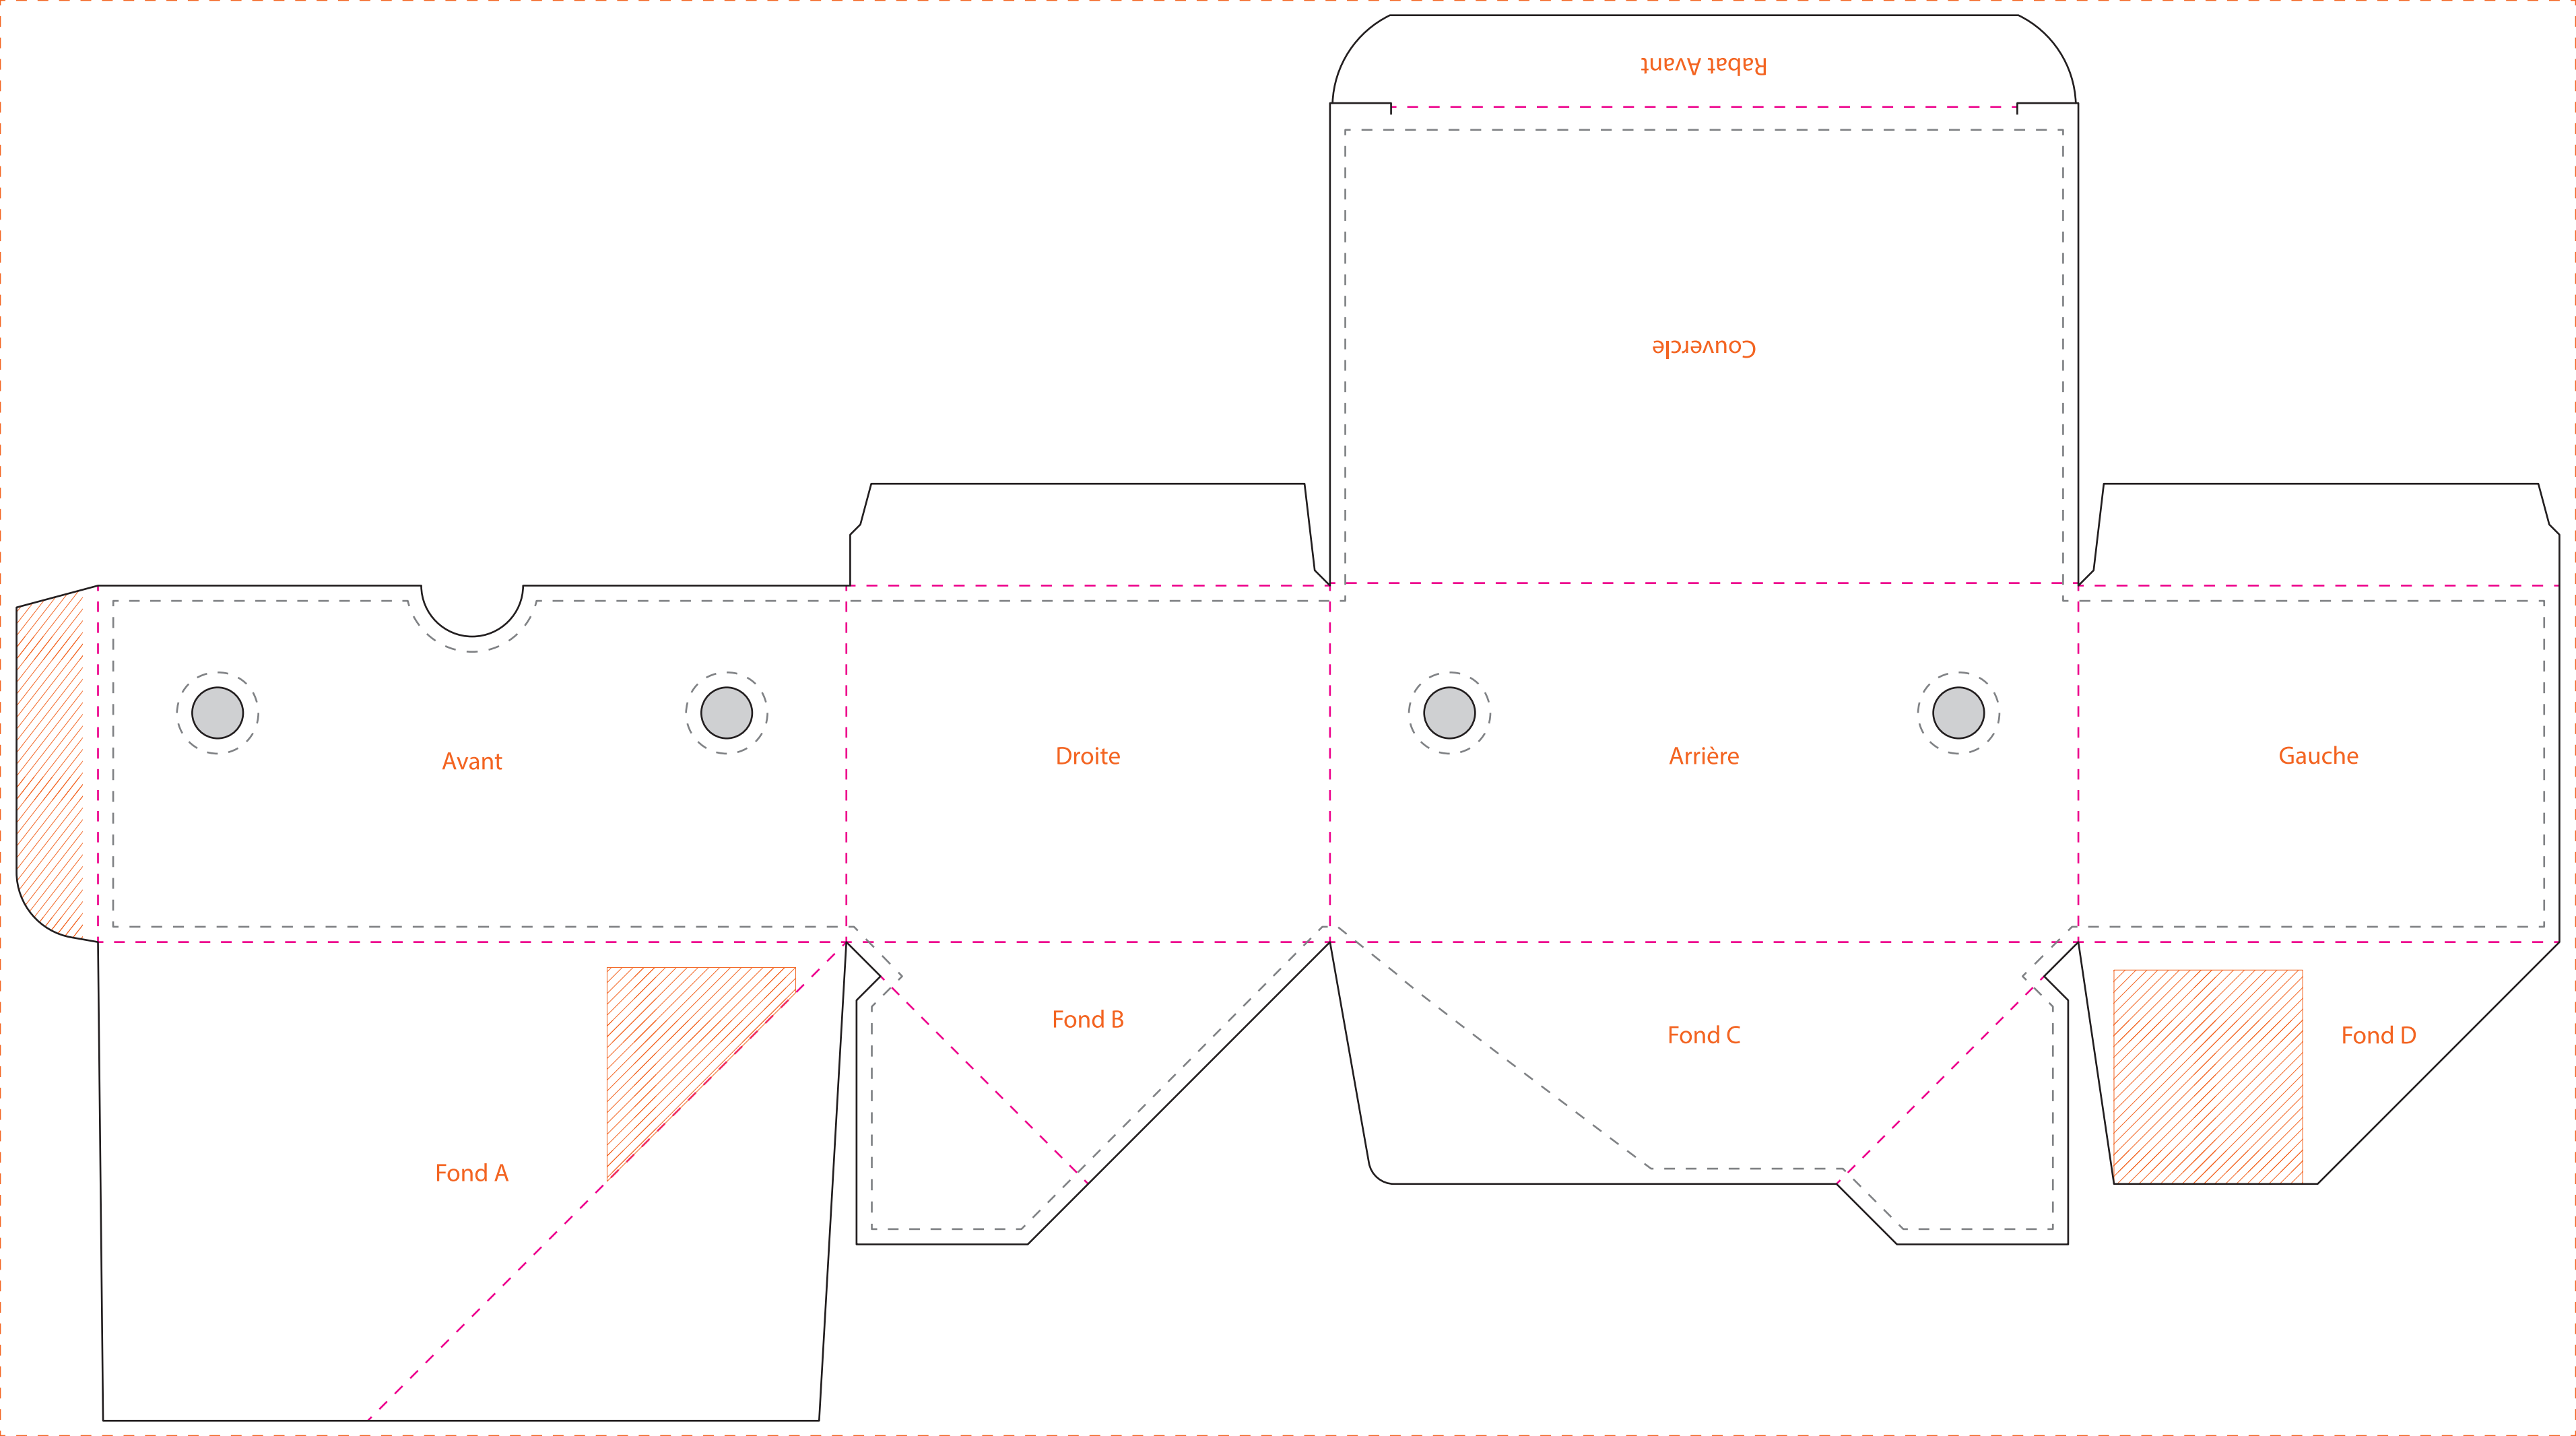 Rabat Avant
Couvercle
Avant
Droite
Arrière
Gauche
Fond A
Fond B
Fond C
Fond D